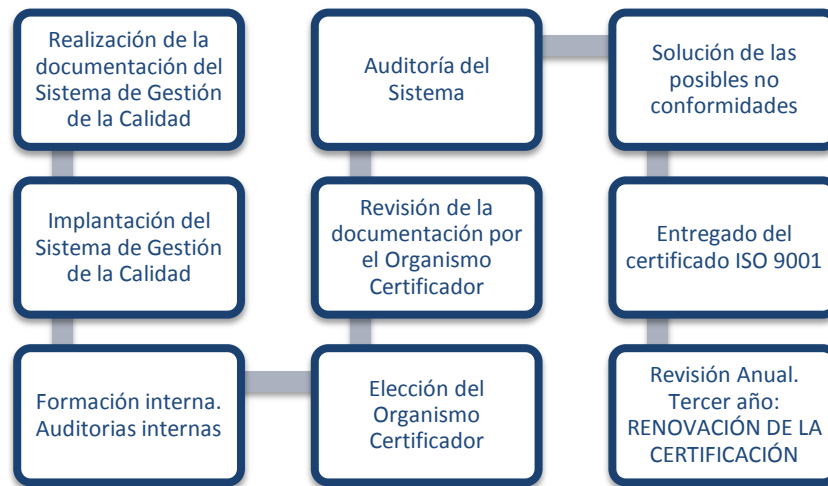 Realización de la
documentación del
Sistema de Gestión
de la Calidad
Implantación del
Sistema de Gestión
de la Calidad
Formación interna.
Auditorias internas
Elección del
Organismo
Certificador
Revisión de la
documentación por
el Organismo
Certificador
Auditoría del
Sistema
Solución de las
posibles no
conformidades
Entregado del
certificado ISO 9001
Revisión Anual.
Tercer año:
RENOVACIÓN DE LA
CERTIFICACIÓN